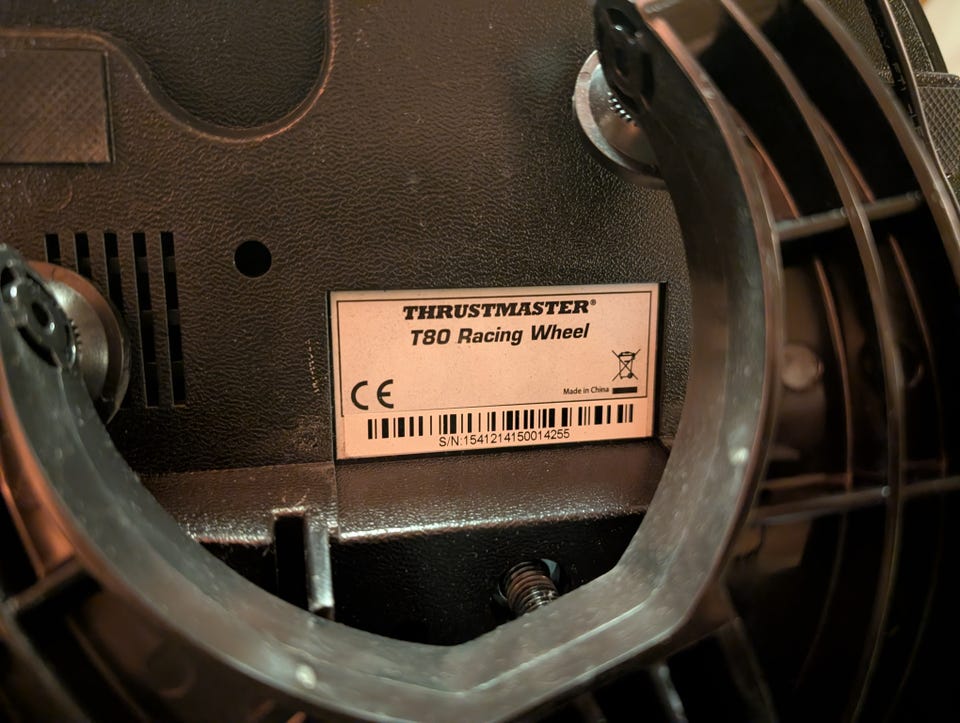 THRUSTMASTER®
T80 Racing Wheel
CE
Made in China
S/N:1541214150014255